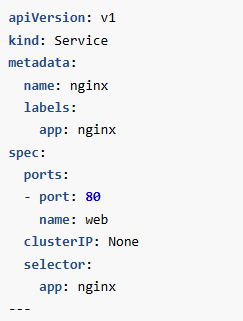 apiVersion: v1
kind: Service
metadata:
  name: nginx
  labels:
    app: nginx
spec:
  ports:
  - port: 80
    name: web
  clusterIP: None
  selector:
    app: nginx
---